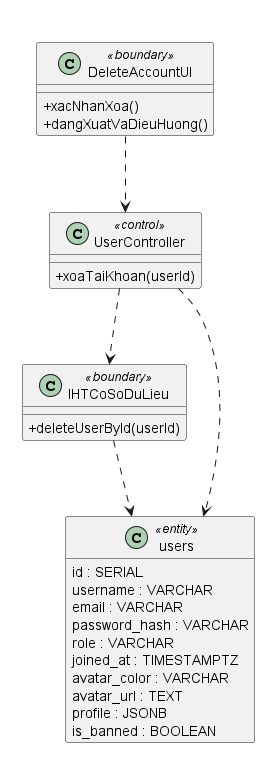 C
«boundary»
DeleteAccountUI
+xacNhanXoa()
+dangXuatVaDieuHuong()
C
«control»
UserController
+xoaTaiKhoan(userId)
C
«boundary»
IHTCoSoDuLieu
+deleteUserById(userId)
C
«entity»
users
id : SERIAL
username : VARCHAR
email : VARCHAR
password_hash : VARCHAR
role : VARCHAR
joined_at : TIMESTAMPTZ
avatar_color : VARCHAR
avatar_url : TEXT
profile : JSONB
is_banned : BOOLEAN